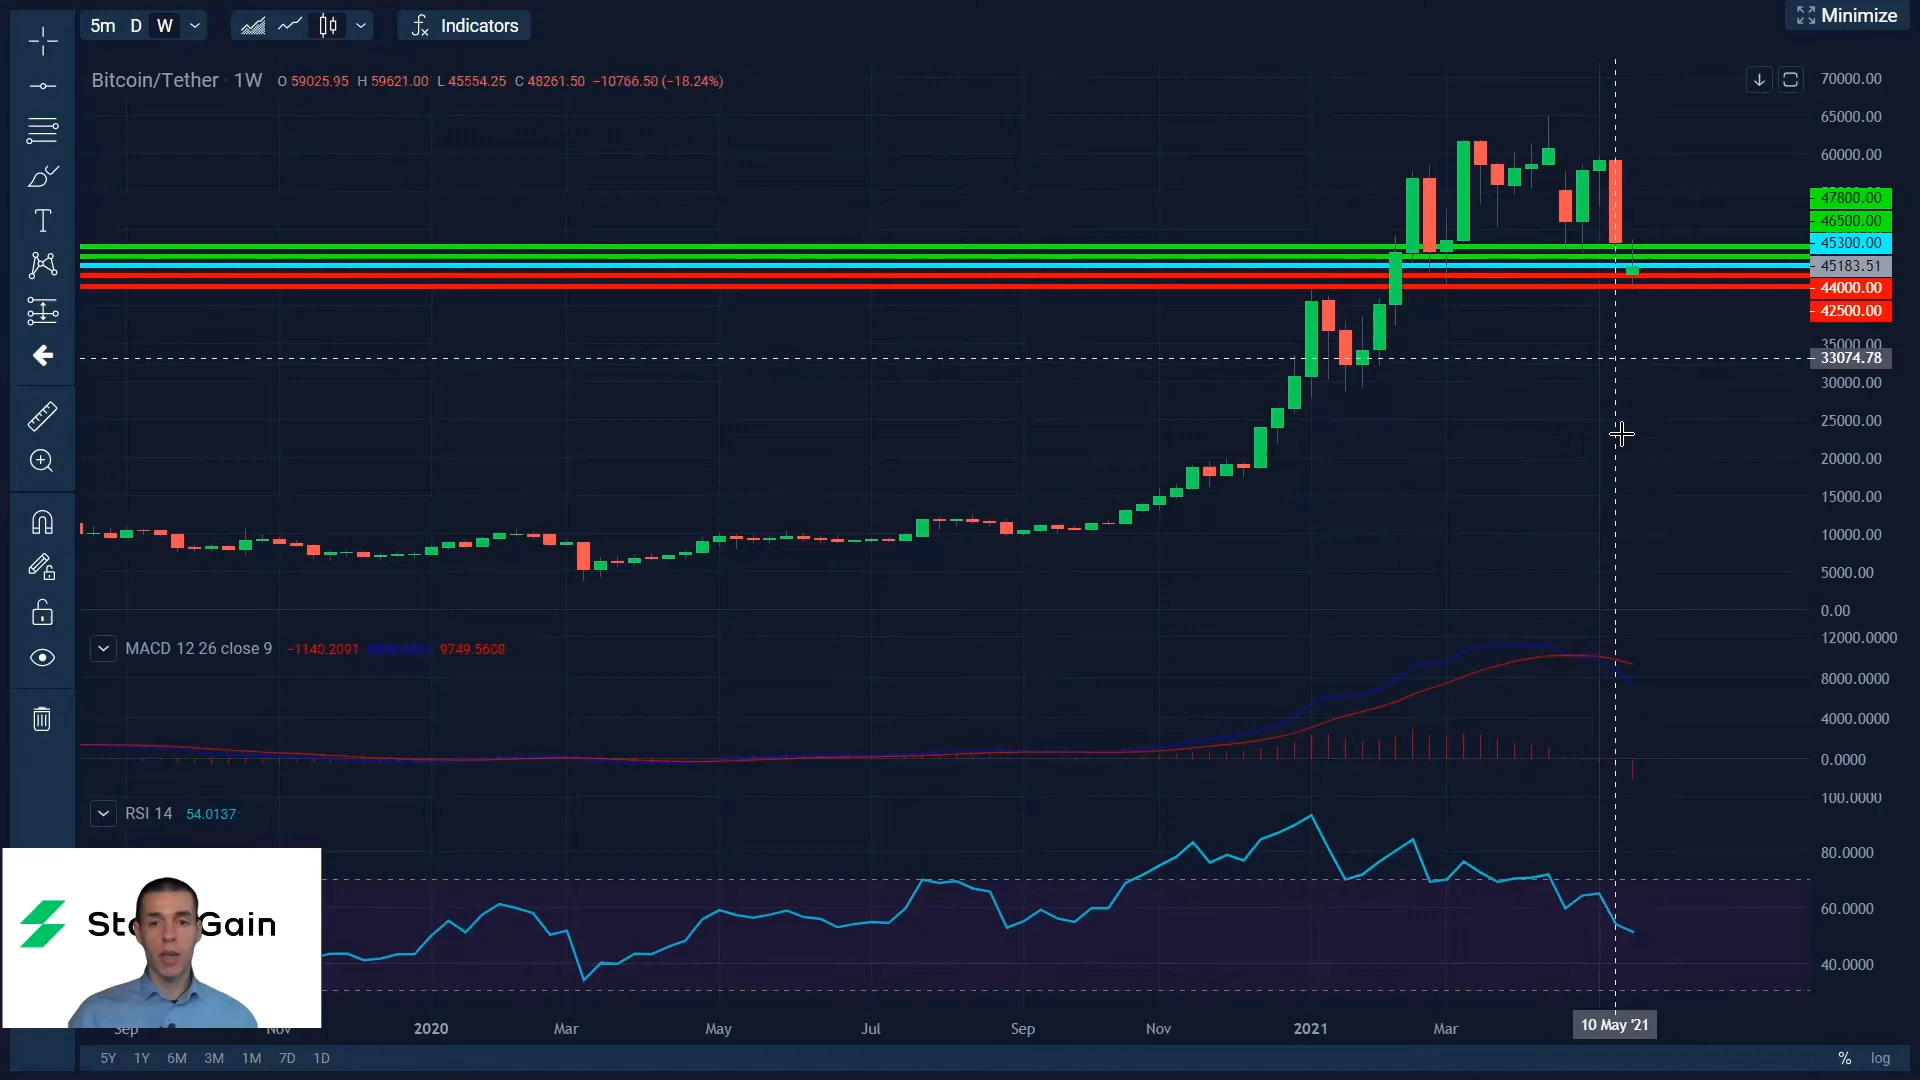 5m D W
Indicators
Minimize
Bitcoin/Tether · 1W O 59025.95 H 59621.00 L 45554.25 C 48261.50 −10766.50 (−18.24%)
70000.00
65000.00
60000.00
47800.00
46500.00
45300.00
45183.51
44000.00
42500.00
35000.00
33074.78
30000.00
25000.00
20000.00
15000.00
10000.00
5000.00
0.00
MACD 12 26 close 9 −1140.2091 9749.5608
12000.0000
8000.0000
4000.0000
0.0000
RSI 14 54.0137
100.0000
80.0000
60.0000
40.0000
Gain
Sep Nov 2020 Mar May Jul Sep Nov 2021 Mar 10 May '21
5Y 1Y 6M 3M 1M 7D 1D
% log